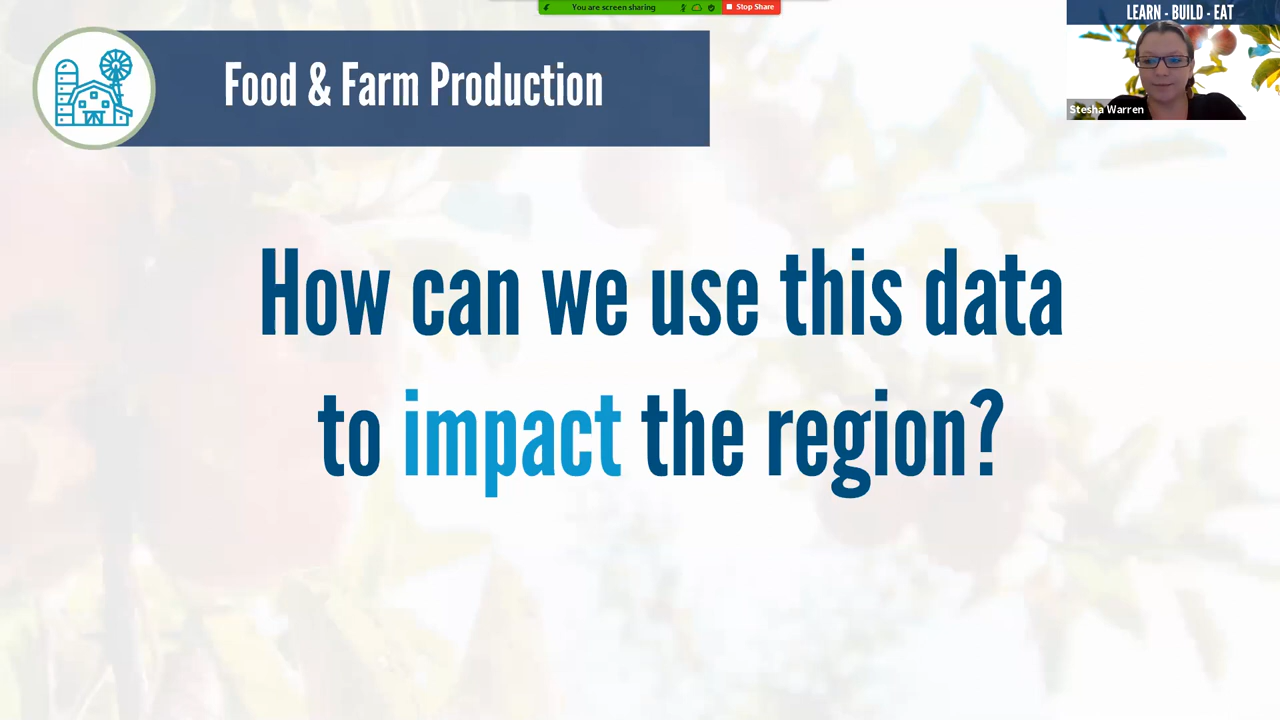 You are screen sharing
Stop Share
LEARN - BUILD - EAT
Food & Farm Production
Stesha Warren
How can we use this data
to impact the region?